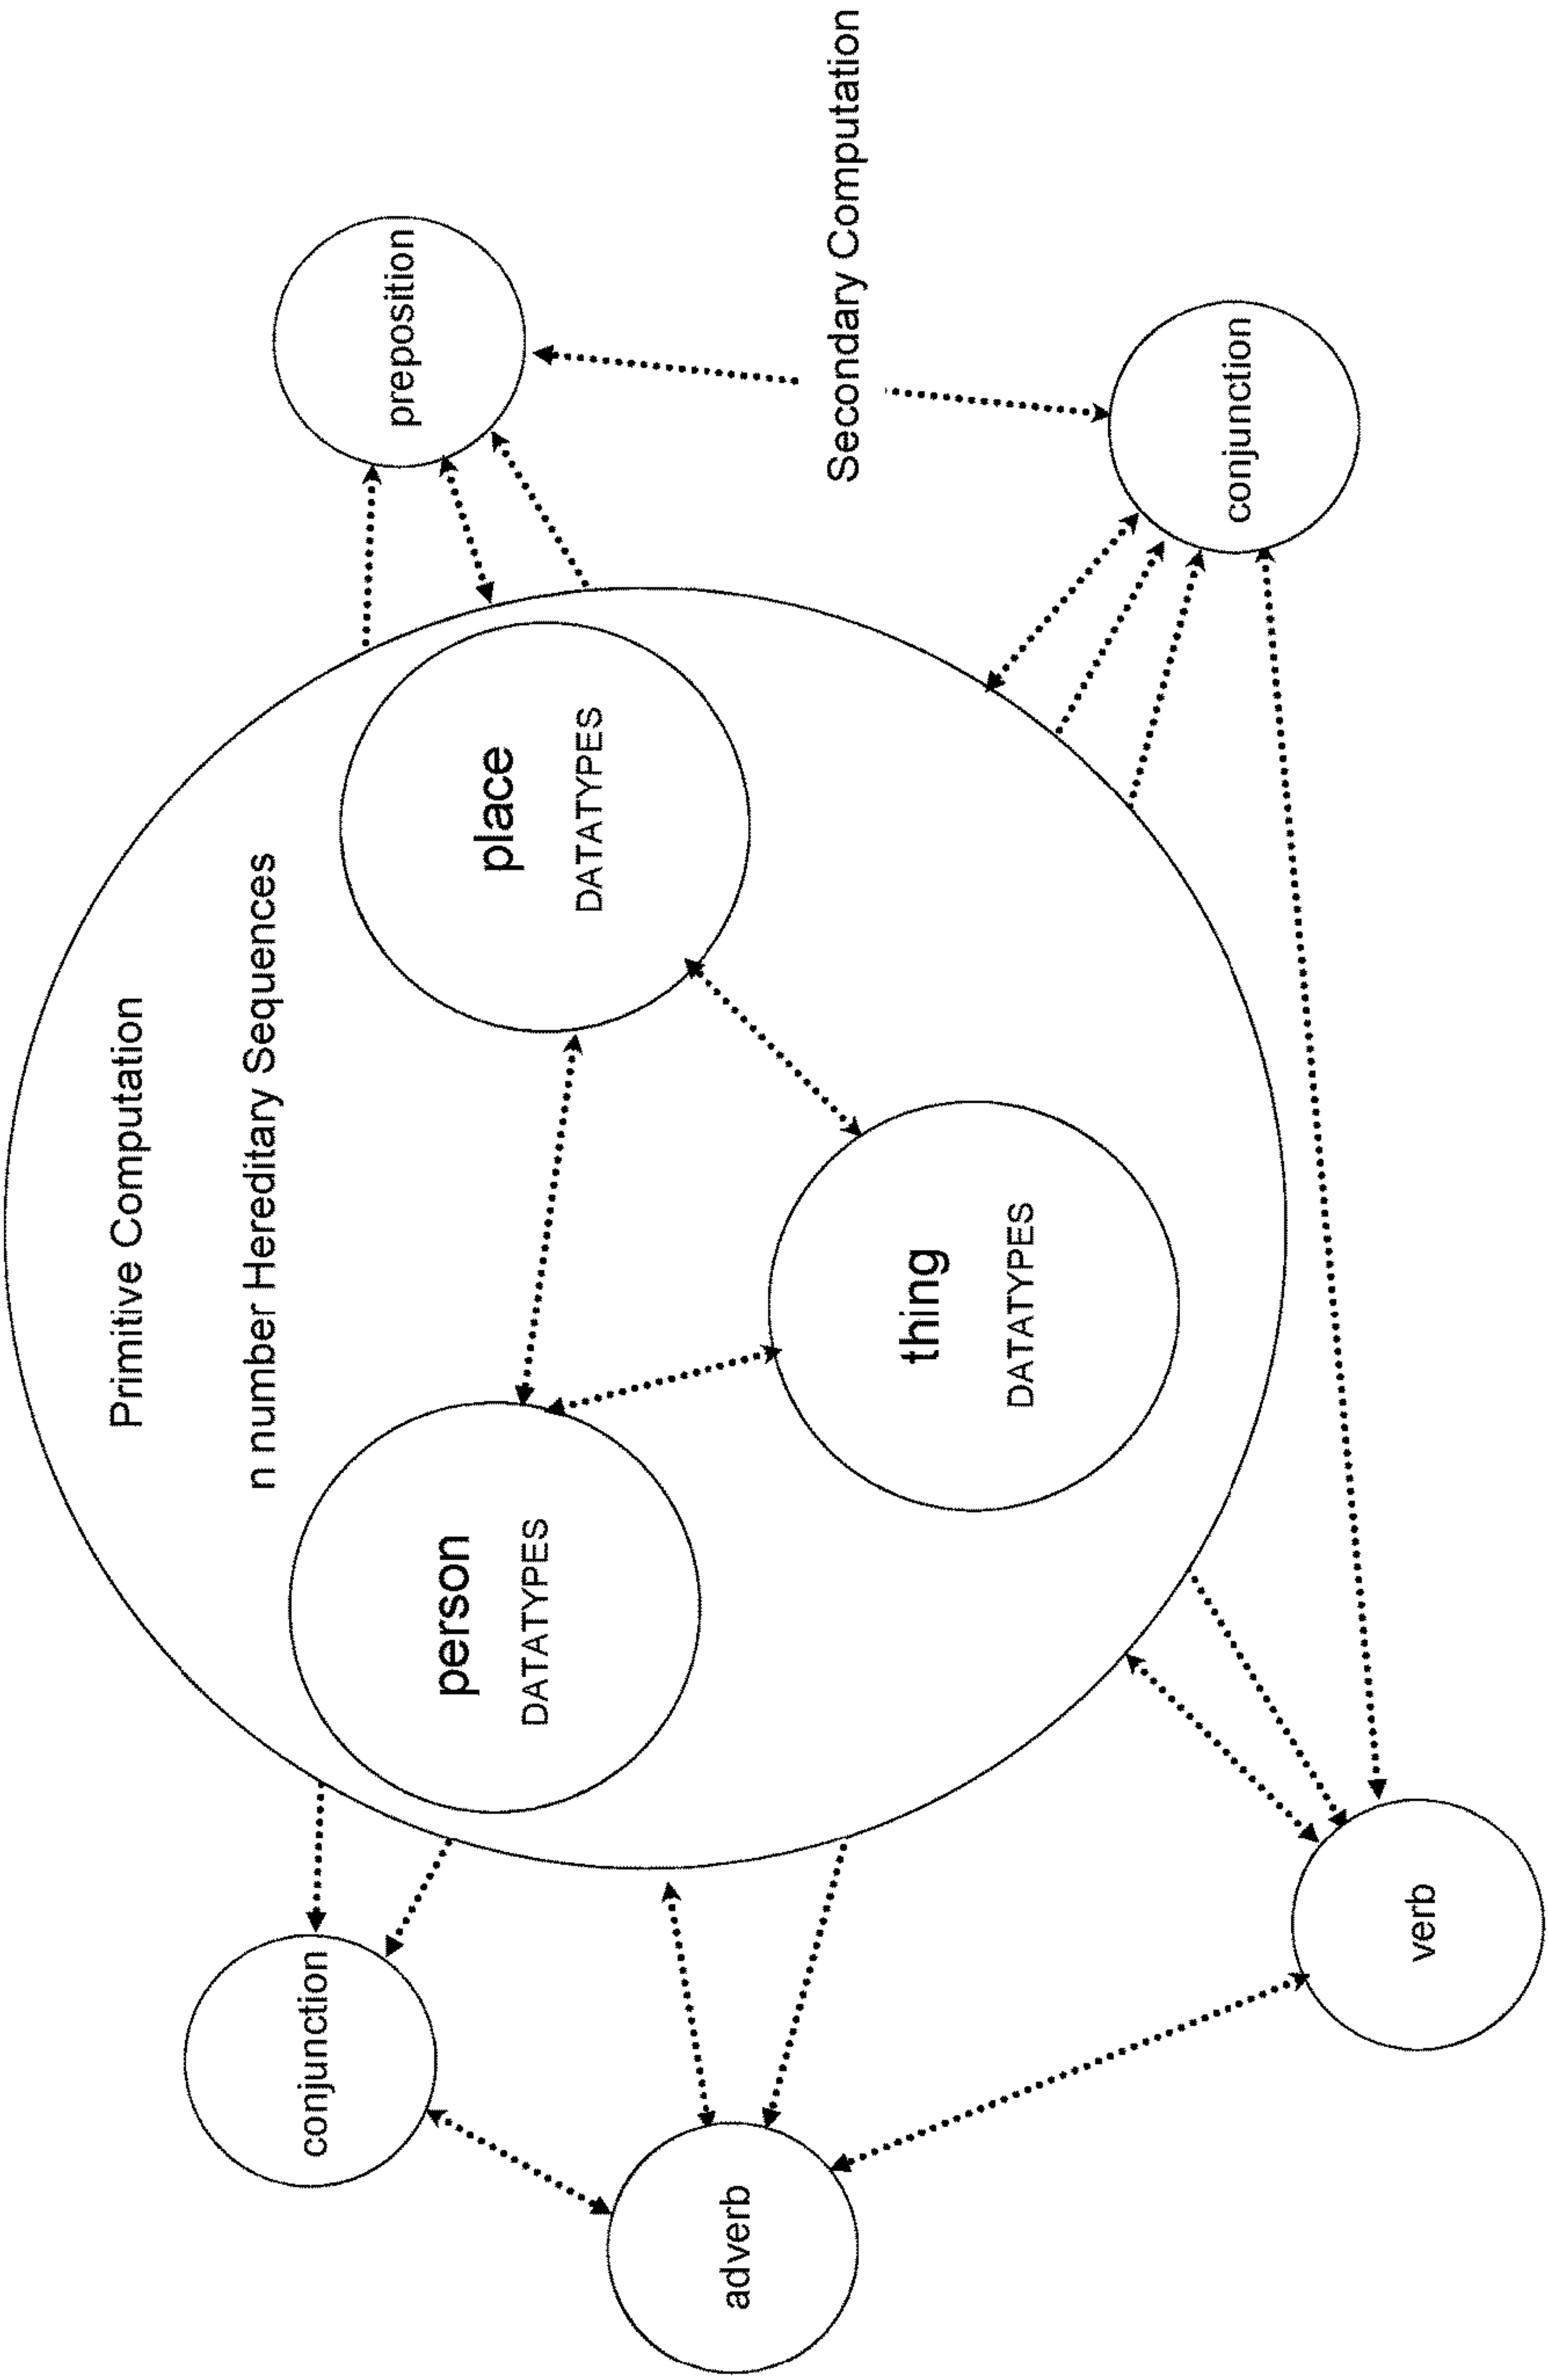 Primitive Computation
n number Hereditary Sequences
conjunction
person
DATATYPES
place
DATATYPES
preposition
thing
DATATYPES
adverb
Secondary Computation
verb
conjunction